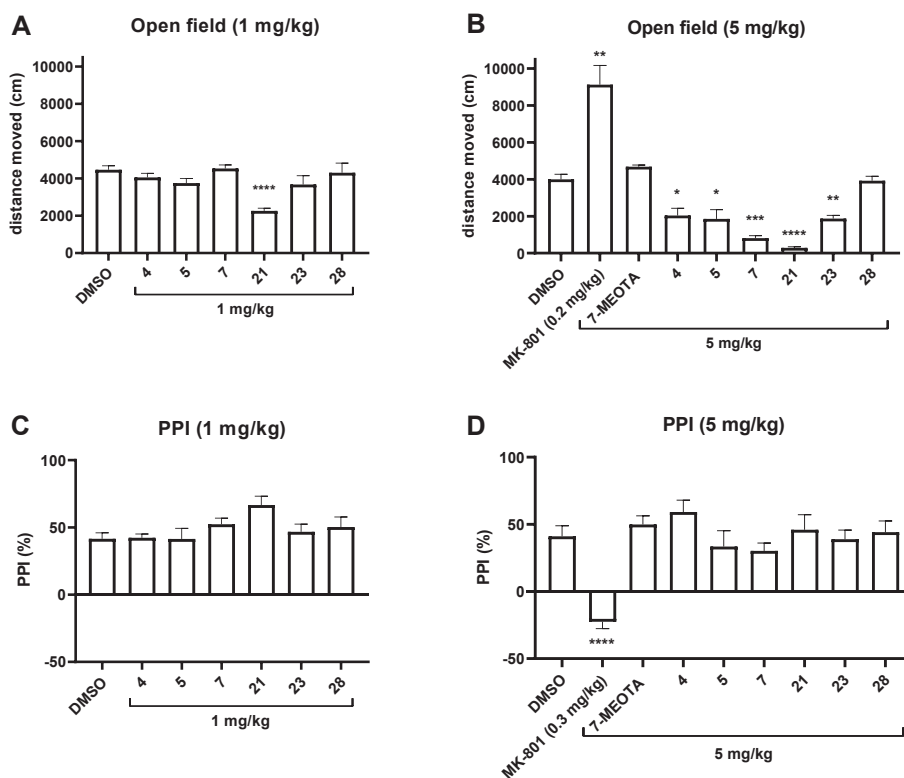 A
Open field (1 mg/kg)
distance moved (cm)
10000
8000
6000
4000
2000
0
****
DMSO
4
5
7
21
23
28
1 mg/kg
B
Open field (5 mg/kg)
distance moved (cm)
10000
8000
6000
4000
2000
0
**
*
*
***
****
**
DMSO
MK-801 (0.2 mg/kg)
7-MEOTA
4
5
7
21
23
28
5 mg/kg
C
PPI (1 mg/kg)
PPI (%)
100
50
0
-50
DMSO
4
5
7
21
23
28
1 mg/kg
D
PPI (5 mg/kg)
PPI (%)
100
50
0
-50
****
DMSO
MK-801 (0.3 mg/kg)
7-MEOTA
4
5
7
21
23
28
5 mg/kg